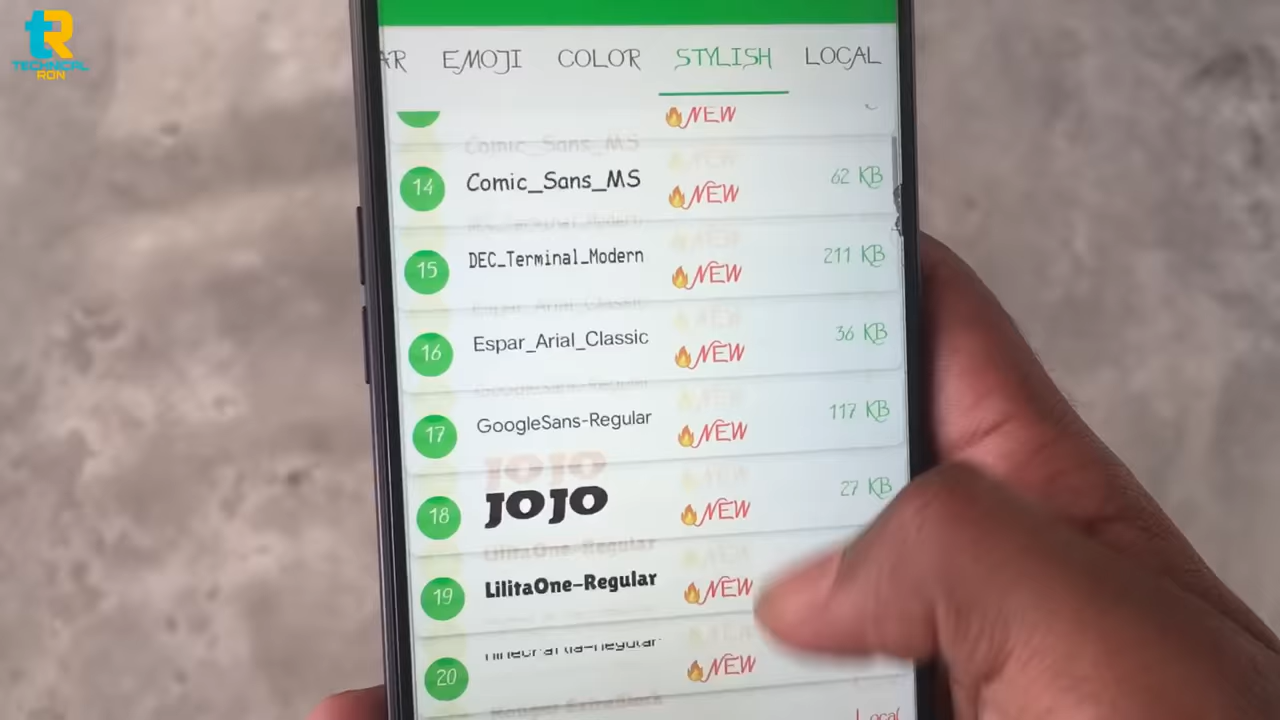 TECHNICAL
RON
AR EMOJI COLOR STYLISH LOCAL
NEW
Comic_Sans_MS
14 Comic_Sans_MS NEW 62 KB
15 DEC_Terminal_Modern NEW 211 KB
16 Espar_Arial_Classic NEW 36 KB
17 GoogleSans-Regular NEW 117 KB
18 JOJO NEW 27 KB
19 LilitaOne-Regular NEW
20 NEW
Local